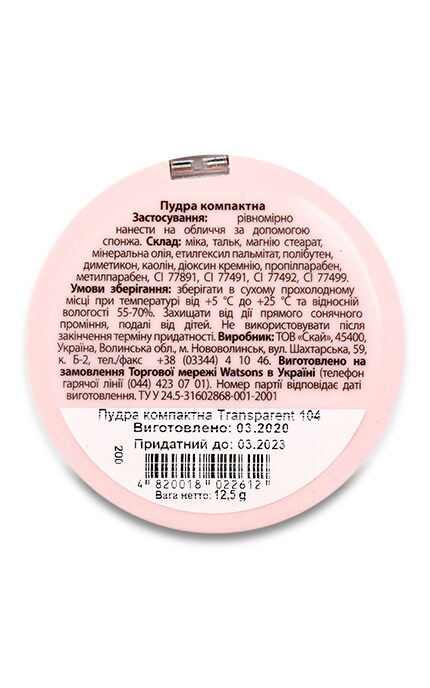 Пудра компактна
Застосування: рівномірно
нанести на обличчя за допомогою
спонжа. Склад: міка, тальк, магнію стеарат,
мінеральна олія, етилгексил пальмітат, полібутен,
диметикон, каолін, діоксин кремнію, пропілпарабен,
метилпарабен, CI 77891, CI 77491, CI 77492, CI 77499.
Умови зберігання: зберігати в сухому прохолодному
місці при температурі від +5 °С до +25 °С та відносній
вологості 55-70%. Захищати від дії прямого сонячного
проміння, подалі від дітей. Не використовувати після
закінчення терміну придатності. Виробник: ТОВ «Скай», 45400,
Україна, Волинська обл., м. Нововолинськ, вул. Шахтарська, 59,
к. Б-2, тел./факс +38 (03344) 4 10 46. Виготовлено на
замовлення Торгової мережі Watsons в Україні (телефон
гарячої лінії (044) 423 07 01). Номер партії відповідає даті
виготовлення. ТУ У 24.5-31602868-001-2001
Пудра компактна Transparent 104
Виготовлено: 03.2020
Придатний до: 03.2023
200
4 820018 022612
Вага нетто: 12,5 g